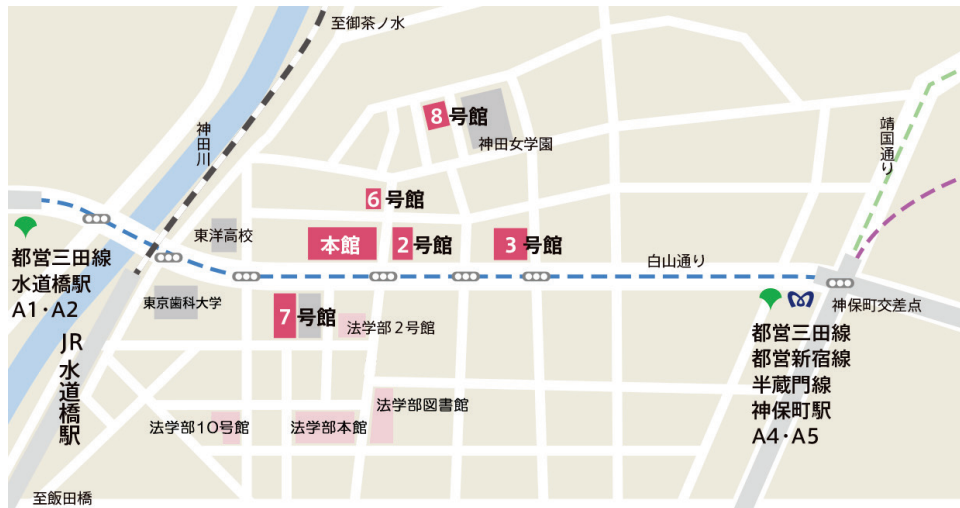 至御茶ノ水
神田川
8 号館
神田女学園
靖国通り
6 号館
東洋高校
本館
2 号館
3 号館
白山通り
都営三田線
水道橋駅
A1・A2
東京歯科大学
7 号館
法学部2号館
神保町交差点
JR水道橋駅
都営三田線
都営新宿線
半蔵門線
神保町駅
A4・A5
法学部図書館
法学部10号館
法学部本館
至飯田橋